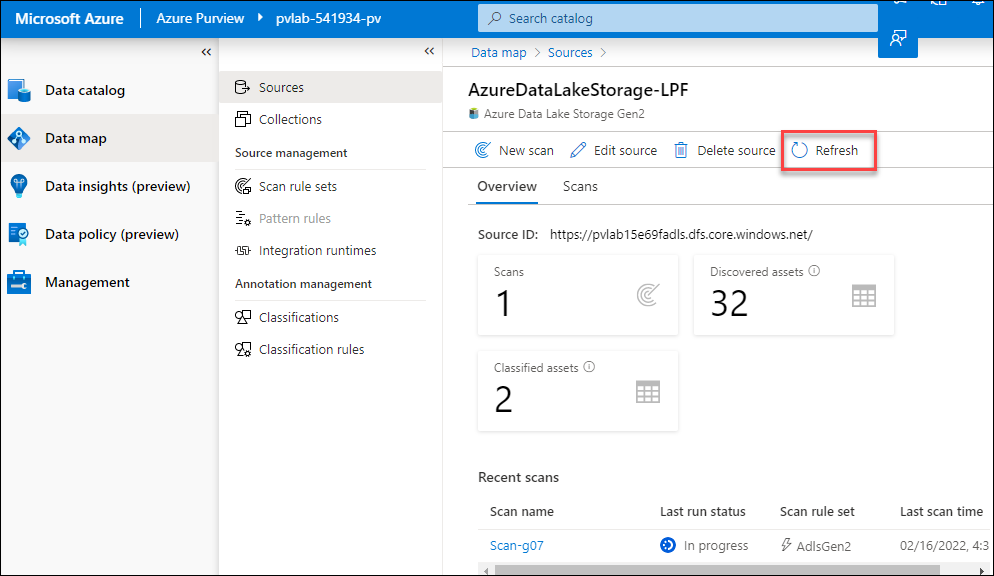 Microsoft Azure Azure Purview pvlab-541934-pv Search catalog
Data catalog
Data map
Data insights (preview)
Data policy (preview)
Management
Sources
Collections
Source management
Scan rule sets
Pattern rules
Integration runtimes
Annotation management
Classifications
Classification rules
Data map > Sources >
AzureDataLakeStorage-LPF
Azure Data Lake Storage Gen2
New scan Edit source Delete source Refresh
Overview Scans
Source ID: https://pvlab15e69fadls.dfs.core.windows.net/
Scans
1
Discovered assets
32
Classified assets
2
Recent scans
Scan name Last run status Scan rule set Last scan time
Scan-g07 In progress AdlsGen2 02/16/2022, 4:3